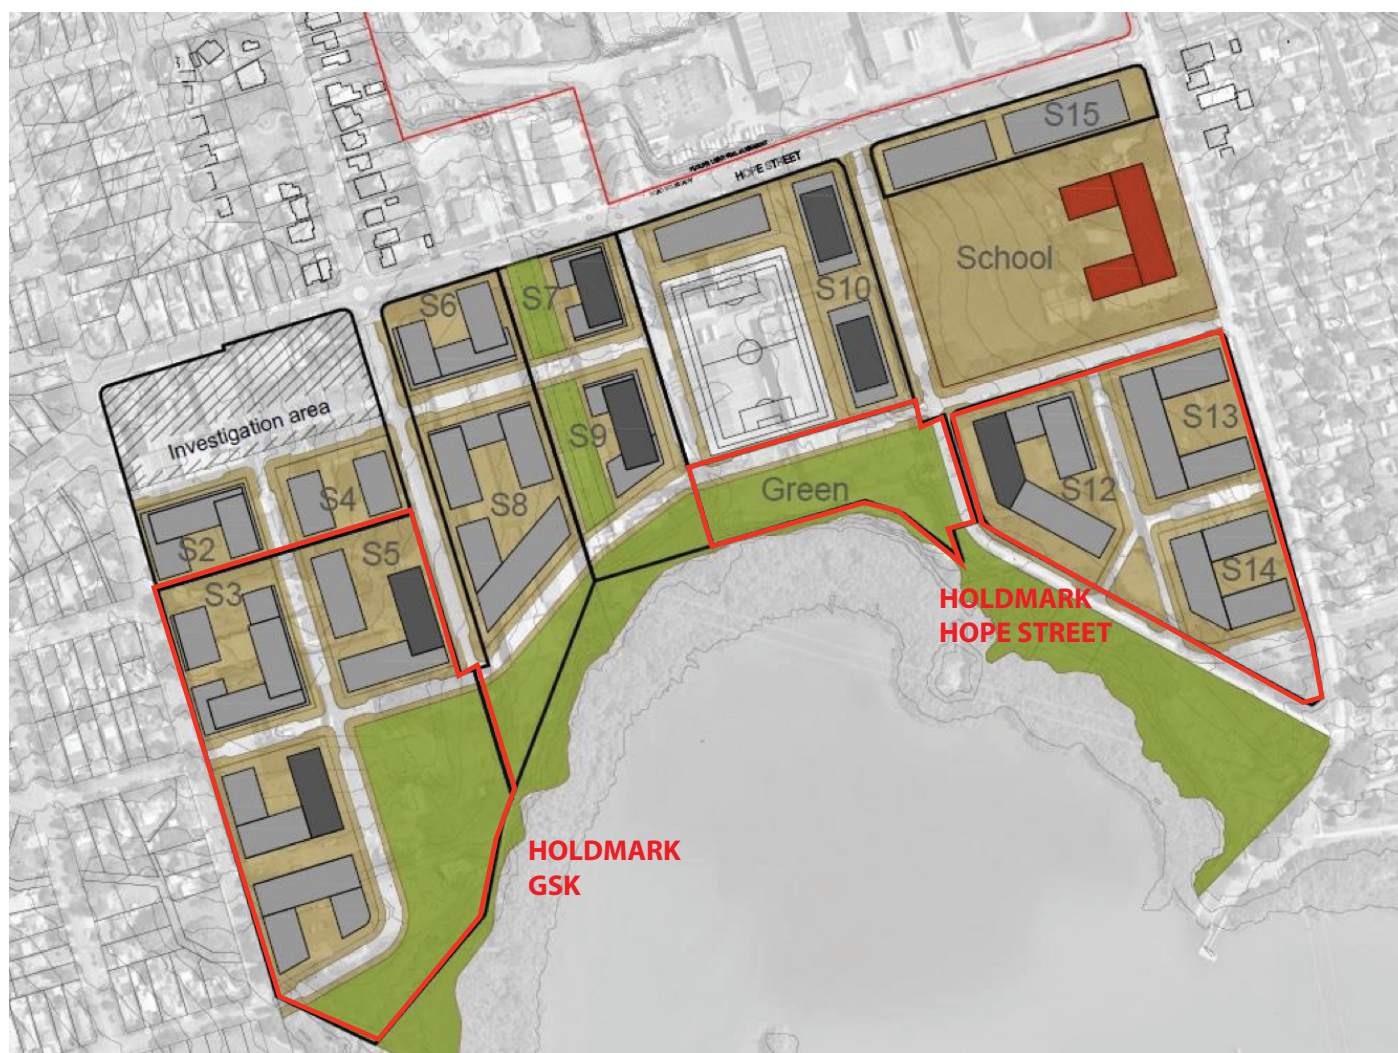 S15
HOPE STREET
School
S6
S7
S10
Investigation area
S9
S13
S4
S8
Green
S12
S2
S5
S3
S14
HOLDMARK
HOPE STREET
HOLDMARK
GSK